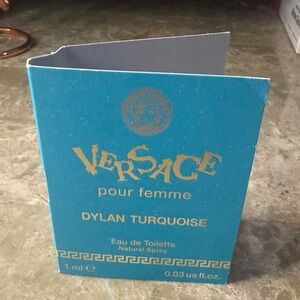 VERSACE
pour femme
DYLAN TURQUOISE
Eau de Toilette
Natural Spray
1 ml ℮
0.03 us fl.oz.